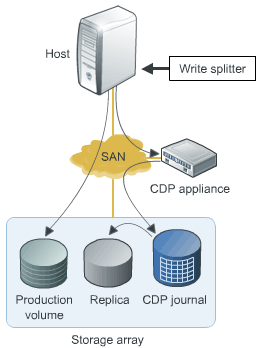 Host
Write splitter
SAN
CDP appliance
Production
volume
Replica
CDP journal
Storage array